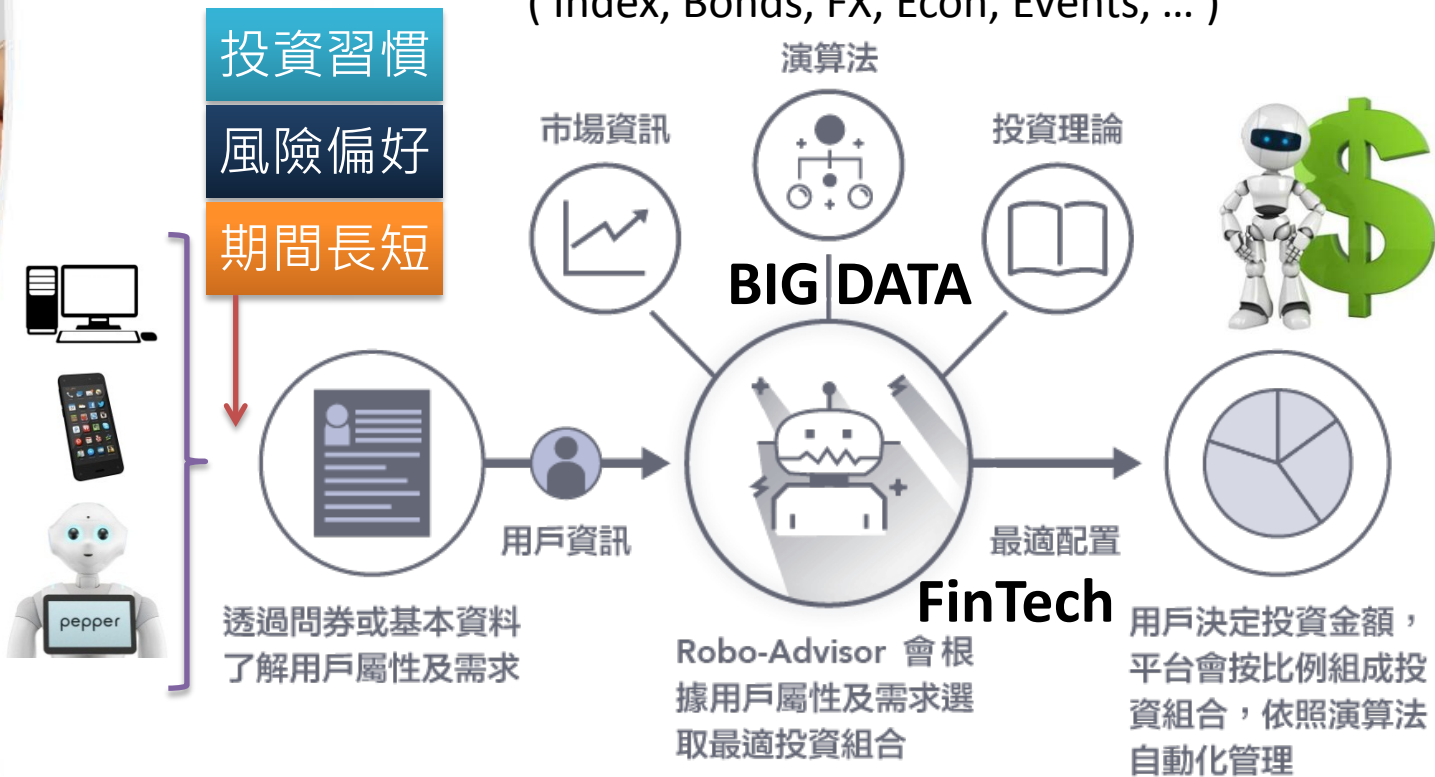 ( Index, Bonds, FX, Econ, Events, … )
投資習慣
風險偏好
期間長短
演算法
市場資訊
投資理論
BIG DATA
用戶資訊
最適配置
FinTech
pepper
透過問券或基本資料
了解用戶屬性及需求
Robo-Advisor 會根
據用戶屬性及需求選
取最適投資組合
用戶決定投資金額，
平台會按比例組成投
資組合，依照演算法
自動化管理